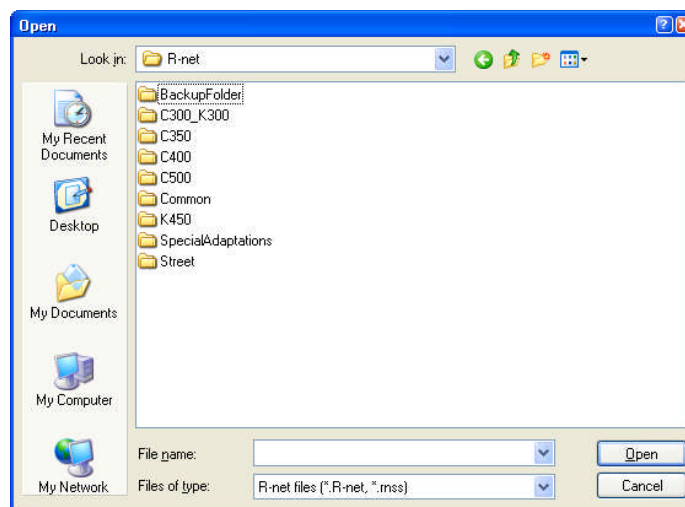 Open
Look in: R-net
My Recent Documents
Desktop
My Documents
My Computer
My Network
BackupFolder
C300_K300
C350
C400
C500
Common
K450
SpecialAdaptations
Street
File name:
Open
Files of type: R-net files (*.R-net, *.rnss)
Cancel